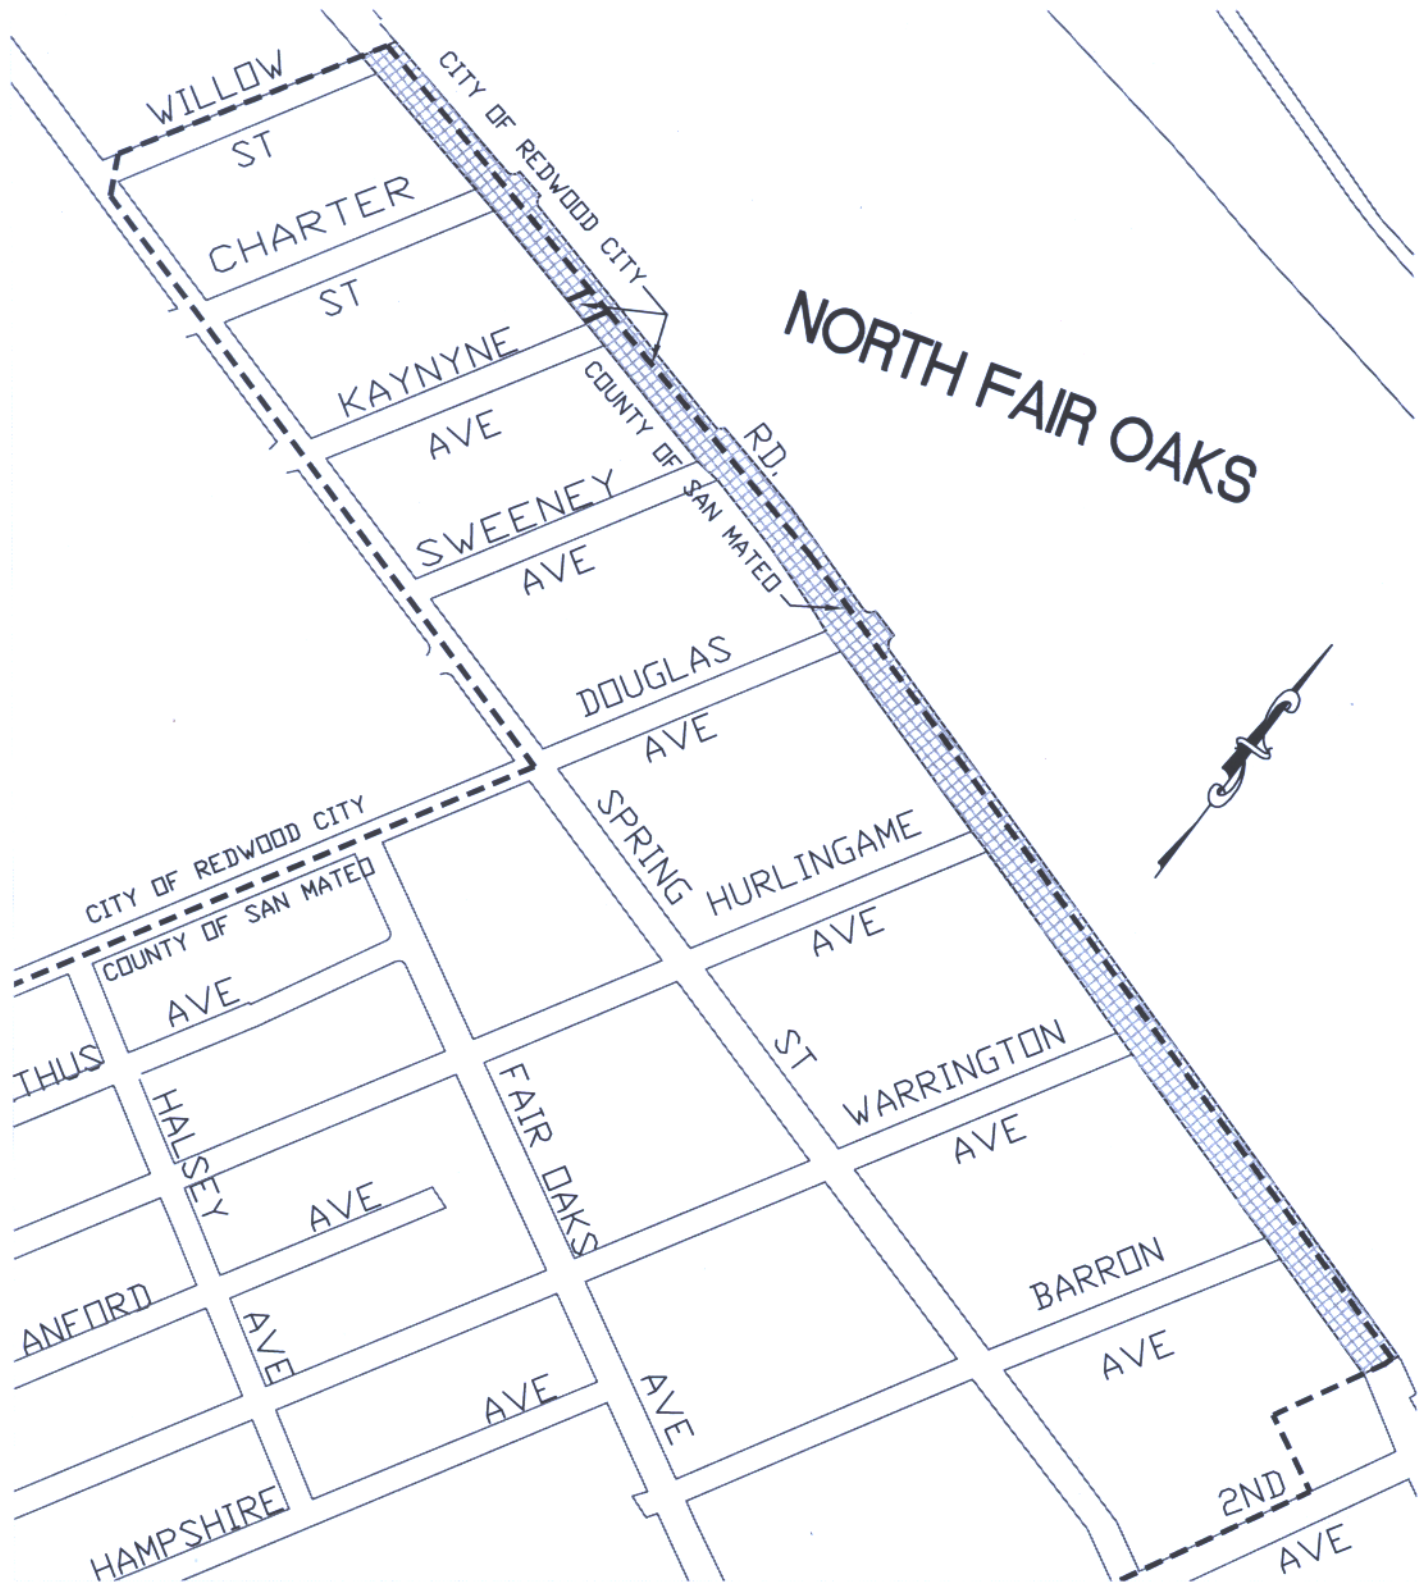 WILLOW
ST
CITY OF REDWOOD CITY
CHARTER
ST
KAYNYNE
AVE
NORTH FAIR OAKS
COUNTY OF SAN MATEO
RD.
SWEENEY
AVE
DOUGLAS
AVE
SPRING
ST
HURLINGAME
AVE
CITY OF REDWOOD CITY
COUNTY OF SAN MATEO
AVE
THUS
HALSEY
AVE
FAIR OAKS
AVE
WARRINGTON
AVE
AVE
ANFORD
AVE
BARRON
AVE
HAMPSHIRE
2ND
AVE